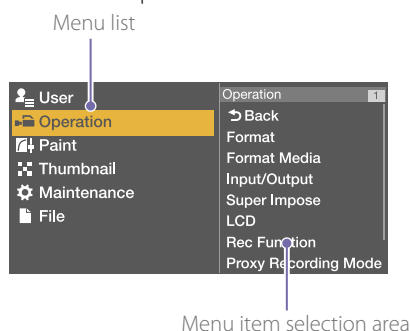 Menu list
User
Operation
Paint
Thumbnail
Maintenance
File
Operation 1
Back
Format
Format Media
Input/Output
Super Impose
LCD
Rec Function
Proxy Recording Mode
Menu item selection area